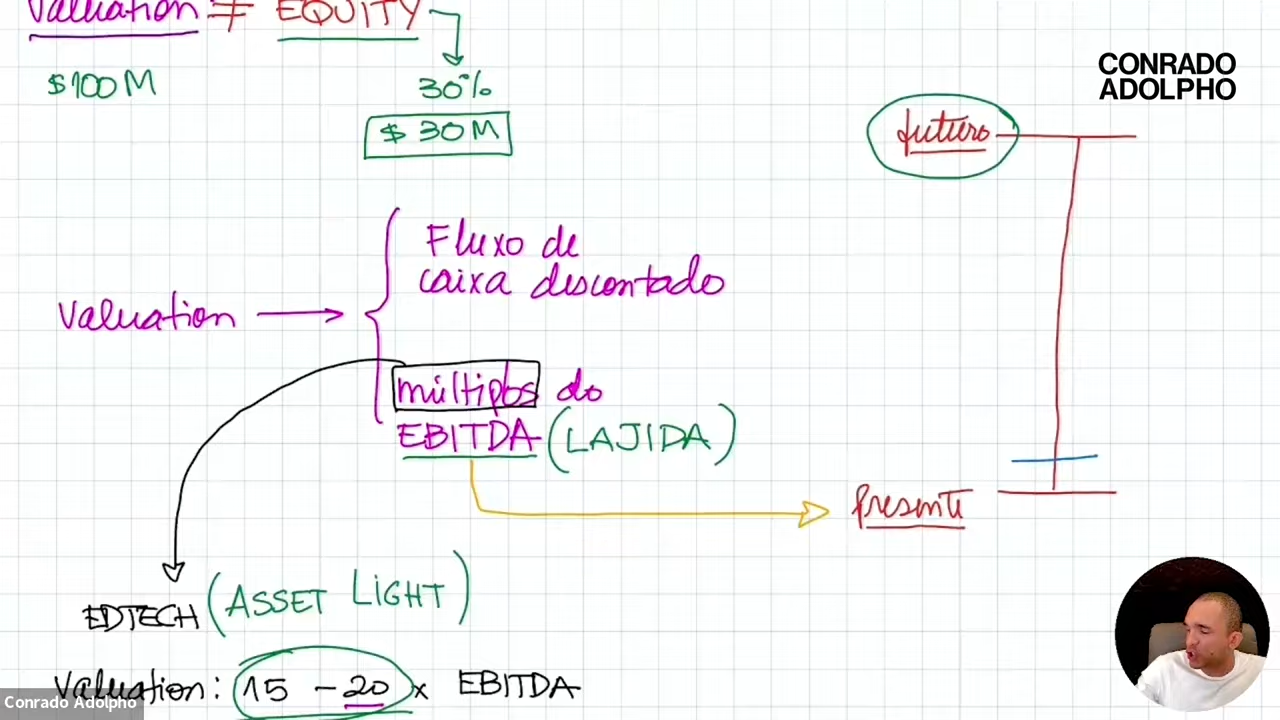 Valuation ≠ EQUITY
$100M
30%
$ 30M
CONRADO
ADOLPHO
futuro
Fluxo de
caixa descontado
Valuation
múltiplos do
EBITDA (LAJIDA)
Presente
EDTECH (ASSET LIGHT)
Valuation: 15 - 20 x EBITDA
Conrado Adolpho